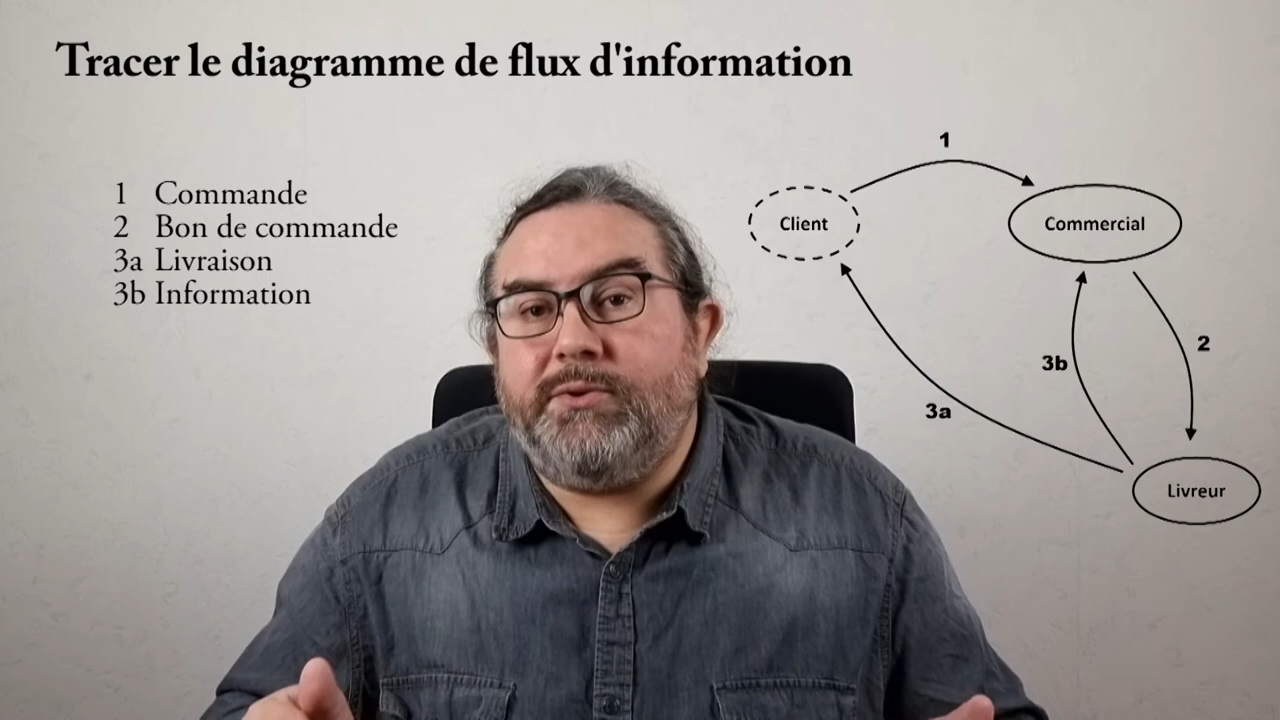 Tracer le diagramme de flux d'information
1 Commande
2 Bon de commande
3a Livraison
3b Information
1
Client
Commercial
2
3b
3a
Livreur